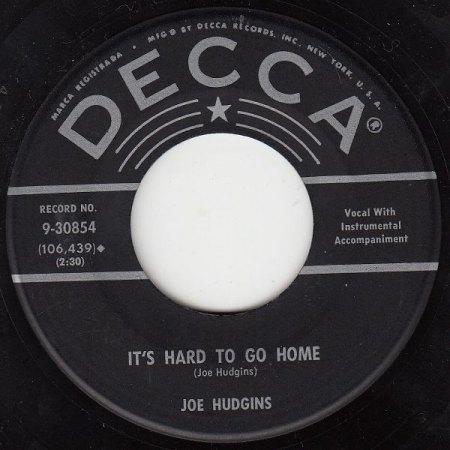 MARCA REGISTRADA • MFG'D BY DECCA RECORDS, INC., NEW YORK, U. S. A.
DECCA®
RECORD NO.
9-30854
(106,439)◆
(2:30)
Vocal With
Instrumental
Accompaniment
IT'S HARD TO GO HOME
(Joe Hudgins)
JOE HUDGINS